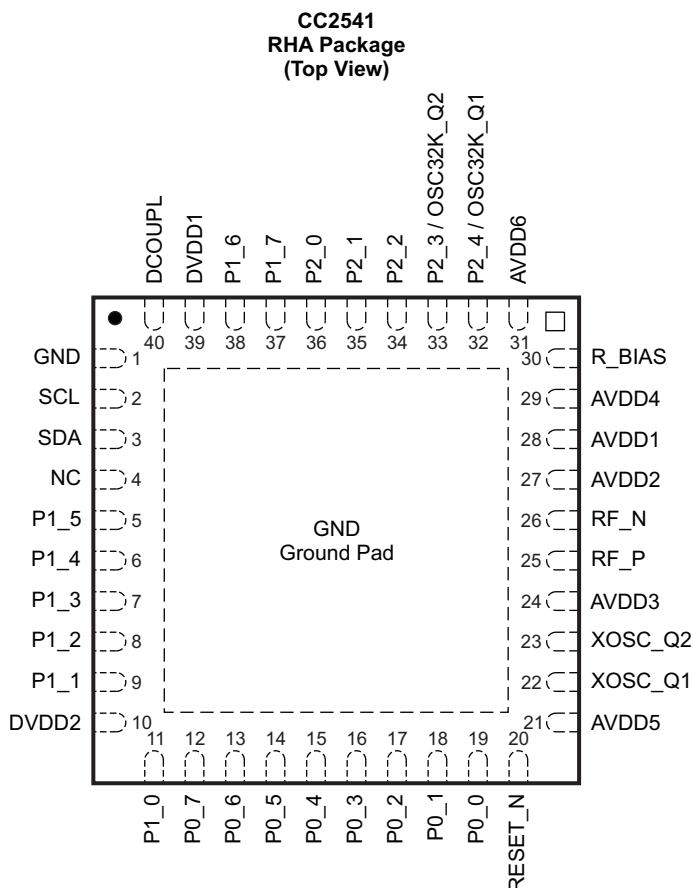 CC2541
RHA Package
(Top View)
DCOUPL
DVDD1
P1_6
P1_7
P2_0
P2_1
P2_2
P2_3 / OSC32K_Q2
P2_4 / OSC32K_Q1
AVDD6
40 39 38 37 36 35 34 33 32 31
GND 1
SCL 2
SDA 3
NC 4
P1_5 5
P1_4 6
P1_3 7
P1_2 8
P1_1 9
DVDD2 10
GND
Ground Pad
30 R_BIAS
29 AVDD4
28 AVDD1
27 AVDD2
26 RF_N
25 RF_P
24 AVDD3
23 XOSC_Q2
22 XOSC_Q1
21 AVDD5
11 12 13 14 15 16 17 18 19 20
P1_0
P0_7
P0_6
P0_5
P0_4
P0_3
P0_2
P0_1
P0_0
RESET_N